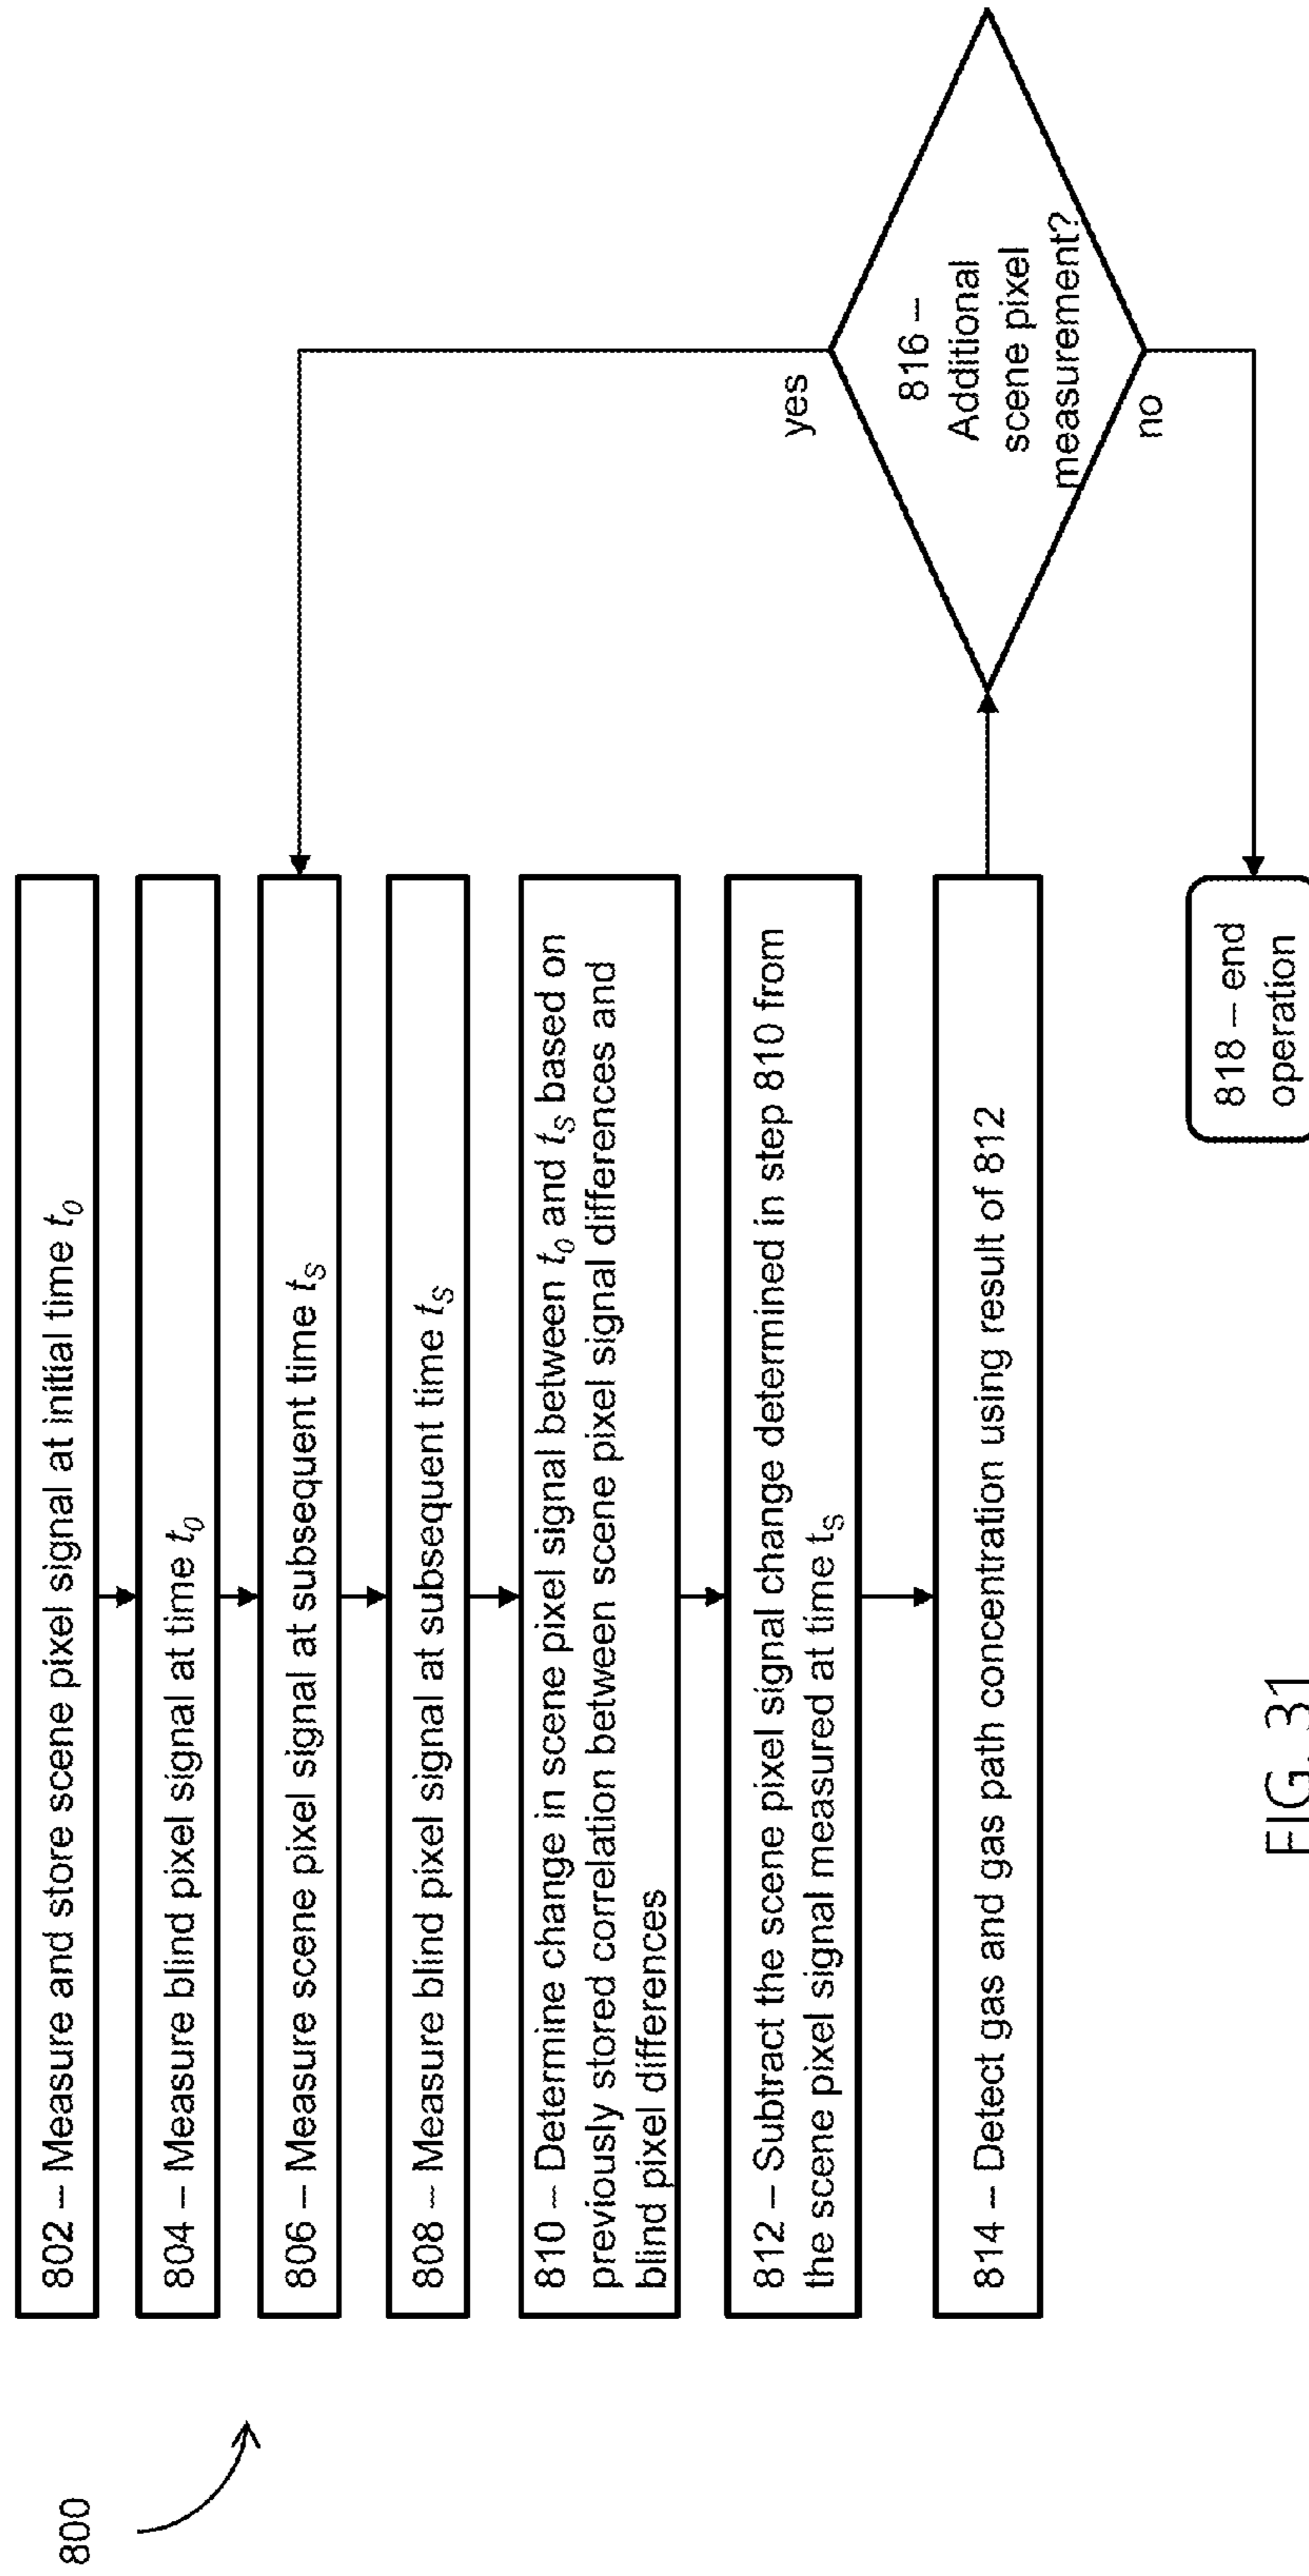 800
802 – Measure and store scene pixel signal at initial time t0
804 – Measure blind pixel signal at time t0
806 – Measure scene pixel signal at subsequent time tS
808 – Measure blind pixel signal at subsequent time tS
810 – Determine change in scene pixel signal between t0 and tS based on
previously stored correlation between scene pixel signal differences and
blind pixel differences
812 – Subtract the scene pixel signal change determined in step 810 from
the scene pixel signal measured at time tS
814 – Detect gas and gas path concentration using result of 812
yes
816 –
Additional
scene pixel
measurement?
no
818 – end
operation
FIG. 31